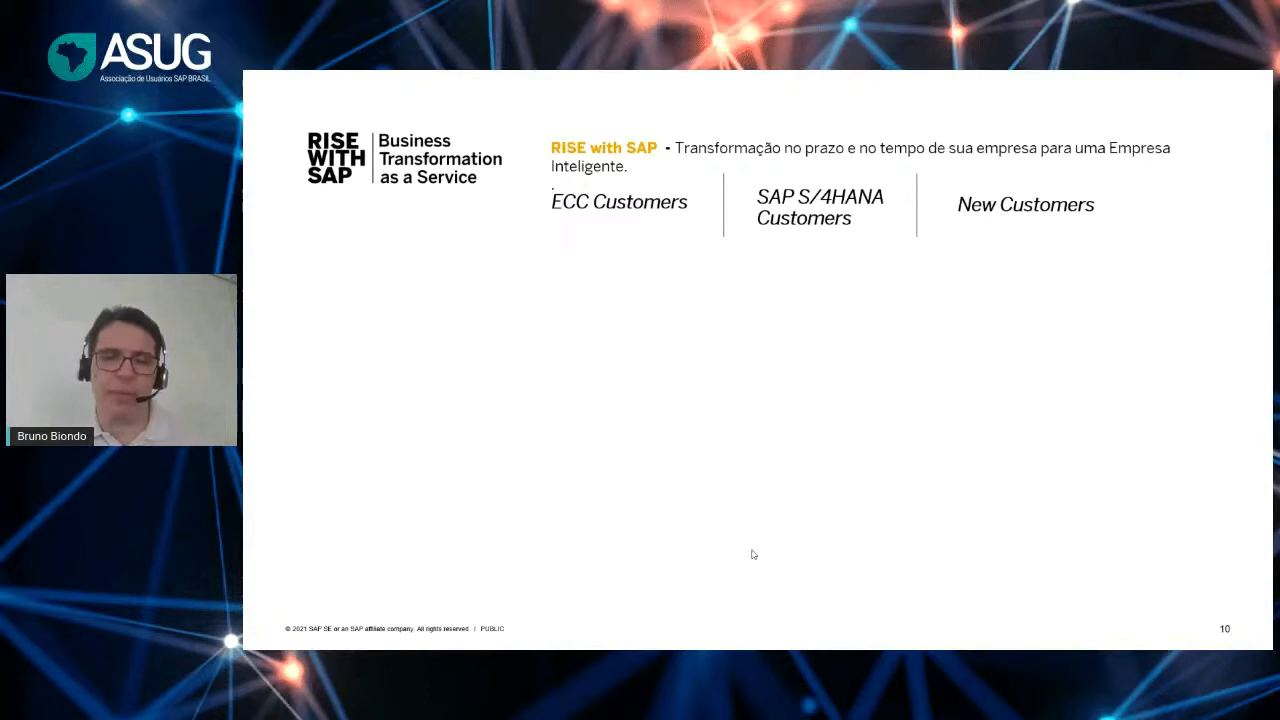 ASUG
Associação de Usuários SAP BRASIL
RISE
WITH
SAP
Business
Transformation
as a Service
RISE with SAP - Transformação no prazo e no tempo de sua empresa para uma Empresa
Inteligente.
.
ECC Customers
SAP S/4HANA
Customers
New Customers
Bruno Biondo
© 2021 SAP SE or an SAP affiliate company. All rights reserved. I PUBLIC
10